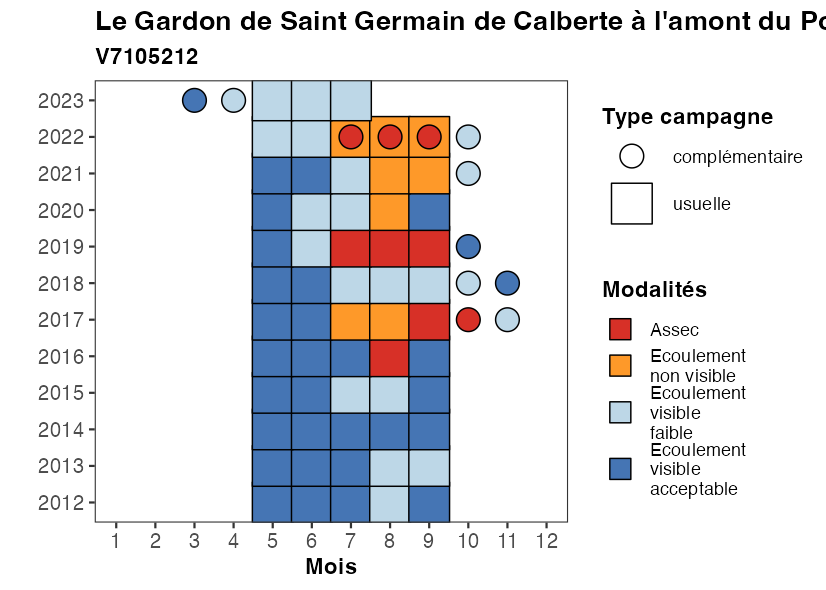 Le Gardon de Saint Germain de Calberte à l'amont du
V7105212
2023
2022
2021
2020
2019
2018
2017
2016
2015
2014
2013
2012
1 2 3 4 5 6 7 8 9 10 11 12
Mois
Type campagne
complémentaire
usuelle
Modalités
Assec
Ecoulement
non visible
Ecoulement
visible
faible
Ecoulement
visible
acceptable